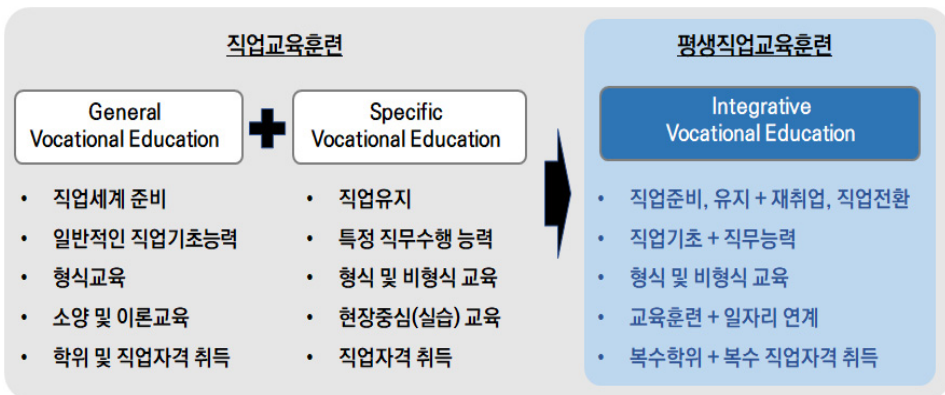 직업교육훈련
General
Vocational Education
Specific
Vocational Education
• 직업세계 준비
• 일반적인 직업기초능력
• 형식교육
• 소양 및 이론교육
• 학위 및 직업자격 취득
• 직업유지
• 특정 직무수행 능력
• 형식 및 비형식 교육
• 현장중심(실습) 교육
• 직업자격 취득
평생직업교육훈련
Integrative
Vocational Education
• 직업준비, 유지 + 재취업, 직업전환
• 직업기초 + 직무능력
• 형식 및 비형식 교육
• 교육훈련 + 일자리 연계
• 복수학위 + 복수 직업자격 취득